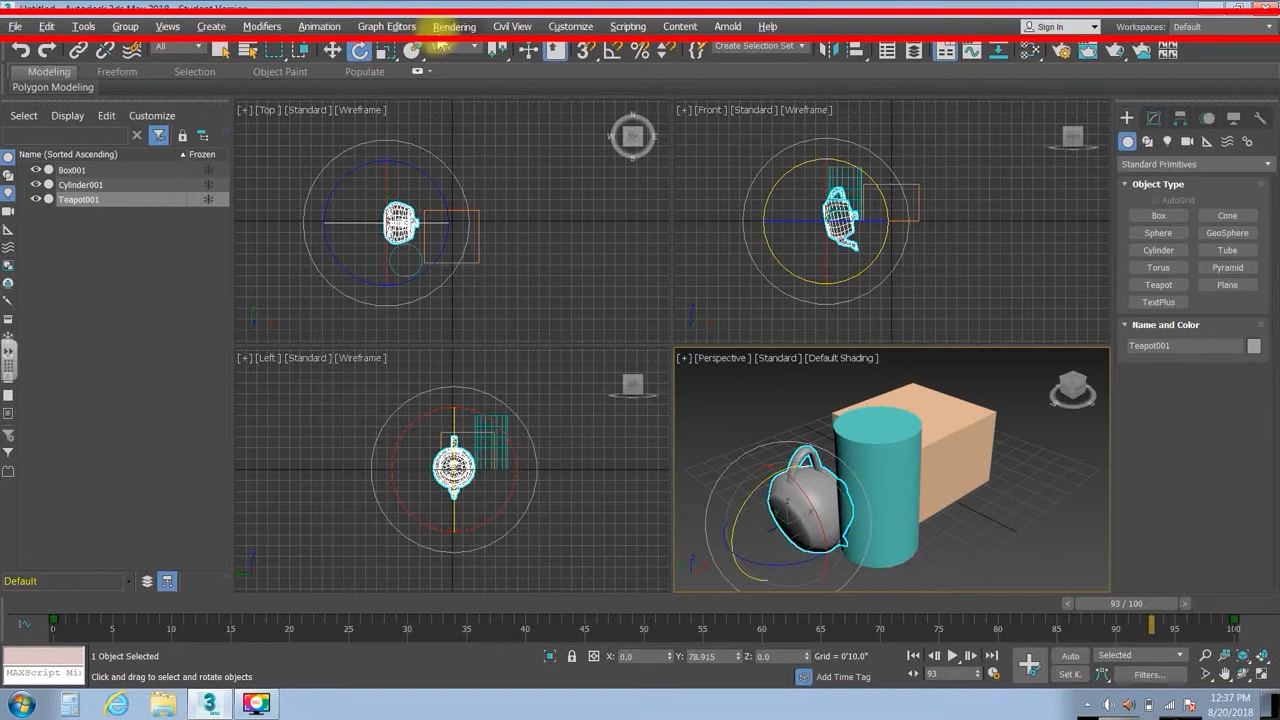 File Edit Tools Group Views Create Modifiers Animation Graph Editors Rendering Civil View Customize Scripting Content Arnold Help Sign In Workspaces: Default
All Create Selection Set
Modeling Freeform Selection Object Paint Populate
Polygon Modeling
Select Display Edit Customize
Name (Sorted Ascending) ▲ Frozen
Box001
Cylinder001
Teapot001
[+] [Top] [Standard] [Wireframe]
[+] [Front] [Standard] [Wireframe]
[+] [Left] [Standard] [Wireframe]
[+] [Perspective] [Standard] [Default Shading]
Standard Primitives
Object Type
AutoGrid
Box Cone
Sphere GeoSphere
Cylinder Tube
Torus Pyramid
Teapot Plane
TextPlus
Name and Color
Teapot001
Default
< 93 / 100 >
0 5 10 15 20 25 30 35 40 45 50 55 60 65 70 75 80 85 90 95 100
1 Object Selected X: 0.0 Y: 78.915 Z: 0.0 Grid = 0'10.0" Auto Selected
MAXScript Mi Click and drag to select and rotate objects Add Time Tag 93 Set K. Filters...
12:37 PM
8/20/2018